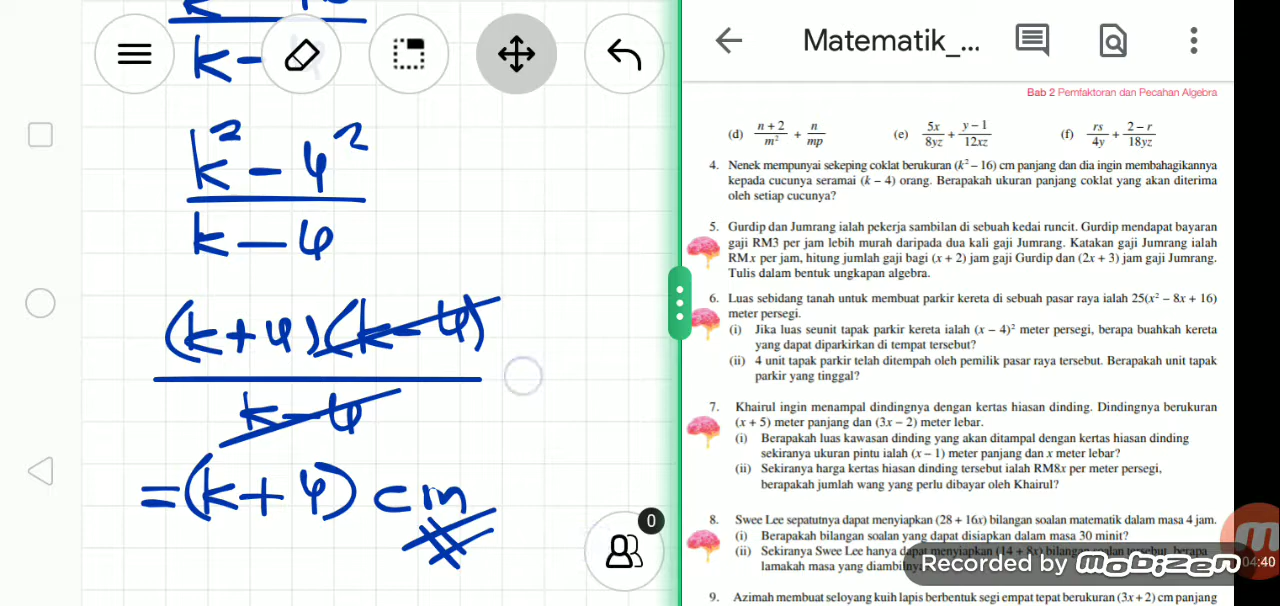 k -
k² - 4²
k - 4
(k+4)(k-4)
k-4
=(k+4) cm
0
Matematik_...
Bab 2 Pemfaktoran dan Pecahan Algebra
(d) n + 2 / m² + n / mp (e) 5x / 8yz + y – 1 / 12xz (f) rs / 4y + 2 – r / 18yz
4. Nenek mempunyai sekeping coklat berukuran (k² – 16) cm panjang dan dia ingin membahagikannya
kepada cucunya seramai (k – 4) orang. Berapakah ukuran panjang coklat yang akan diterima
oleh setiap cucunya?
5. Gurdip dan Jumrang ialah pekerja sambilan di sebuah kedai runcit. Gurdip mendapat bayaran
gaji RM3 per jam lebih murah daripada dua kali gaji Jumrang. Katakan gaji Jumrang ialah
RMx per jam, hitung jumlah gaji bagi (x + 2) jam gaji Gurdip dan (2x + 3) jam gaji Jumrang.
Tulis dalam bentuk ungkapan algebra.
6. Luas sebidang tanah untuk membuat parkir kereta di sebuah pasar raya ialah 25(x² – 8x + 16)
meter persegi.
(i) Jika luas seunit tapak parkir kereta ialah (x – 4)² meter persegi, berapa buahkah kereta
yang dapat diparkirkan di tempat tersebut?
(ii) 4 unit tapak parkir telah ditempah oleh pemilik pasar raya tersebut. Berapakah unit tapak
parkir yang tinggal?
7. Khairul ingin menampal dindingnya dengan kertas hiasan dinding. Dindingnya berukuran
(x + 5) meter panjang dan (3x – 2) meter lebar.
(i) Berapakah luas kawasan dinding yang akan ditampal dengan kertas hiasan dinding
sekiranya ukuran pintu ialah (x – 1) meter panjang dan x meter lebar?
(ii) Sekiranya harga kertas hiasan dinding tersebut ialah RM8x per meter persegi,
berapakah jumlah wang yang perlu dibayar oleh Khairul?
8. Swee Lee sepatutnya dapat menyiapkan (28 + 16x) bilangan soalan matematik dalam masa 4 jam.
(i) Berapakah bilangan soalan yang dapat disiapkan dalam masa 30 minit?
(ii) Sekiranya Swee Lee hanya dapat menyiapkan (14 + 8x) bilangan soalan tersebut, berapa
lamakah masa yang diambil
Recorded by mobizen
04:40
9. Azimah membuat seloyang kuih lapis berbentuk segi empat tepat berukuran (3x + 2) cm panjang